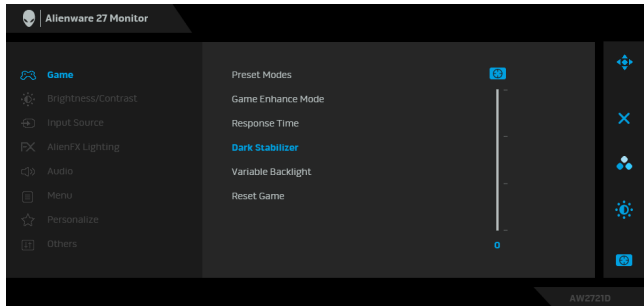 Alienware 27 Monitor
Game
Brightness/Contrast
Input Source
AlienFX Lighting
Audio
Menu
Personalize
Others
Preset Modes
Game Enhance Mode
Response Time
Dark Stabilizer
Variable Backlight
Reset Game
0
AW2721D